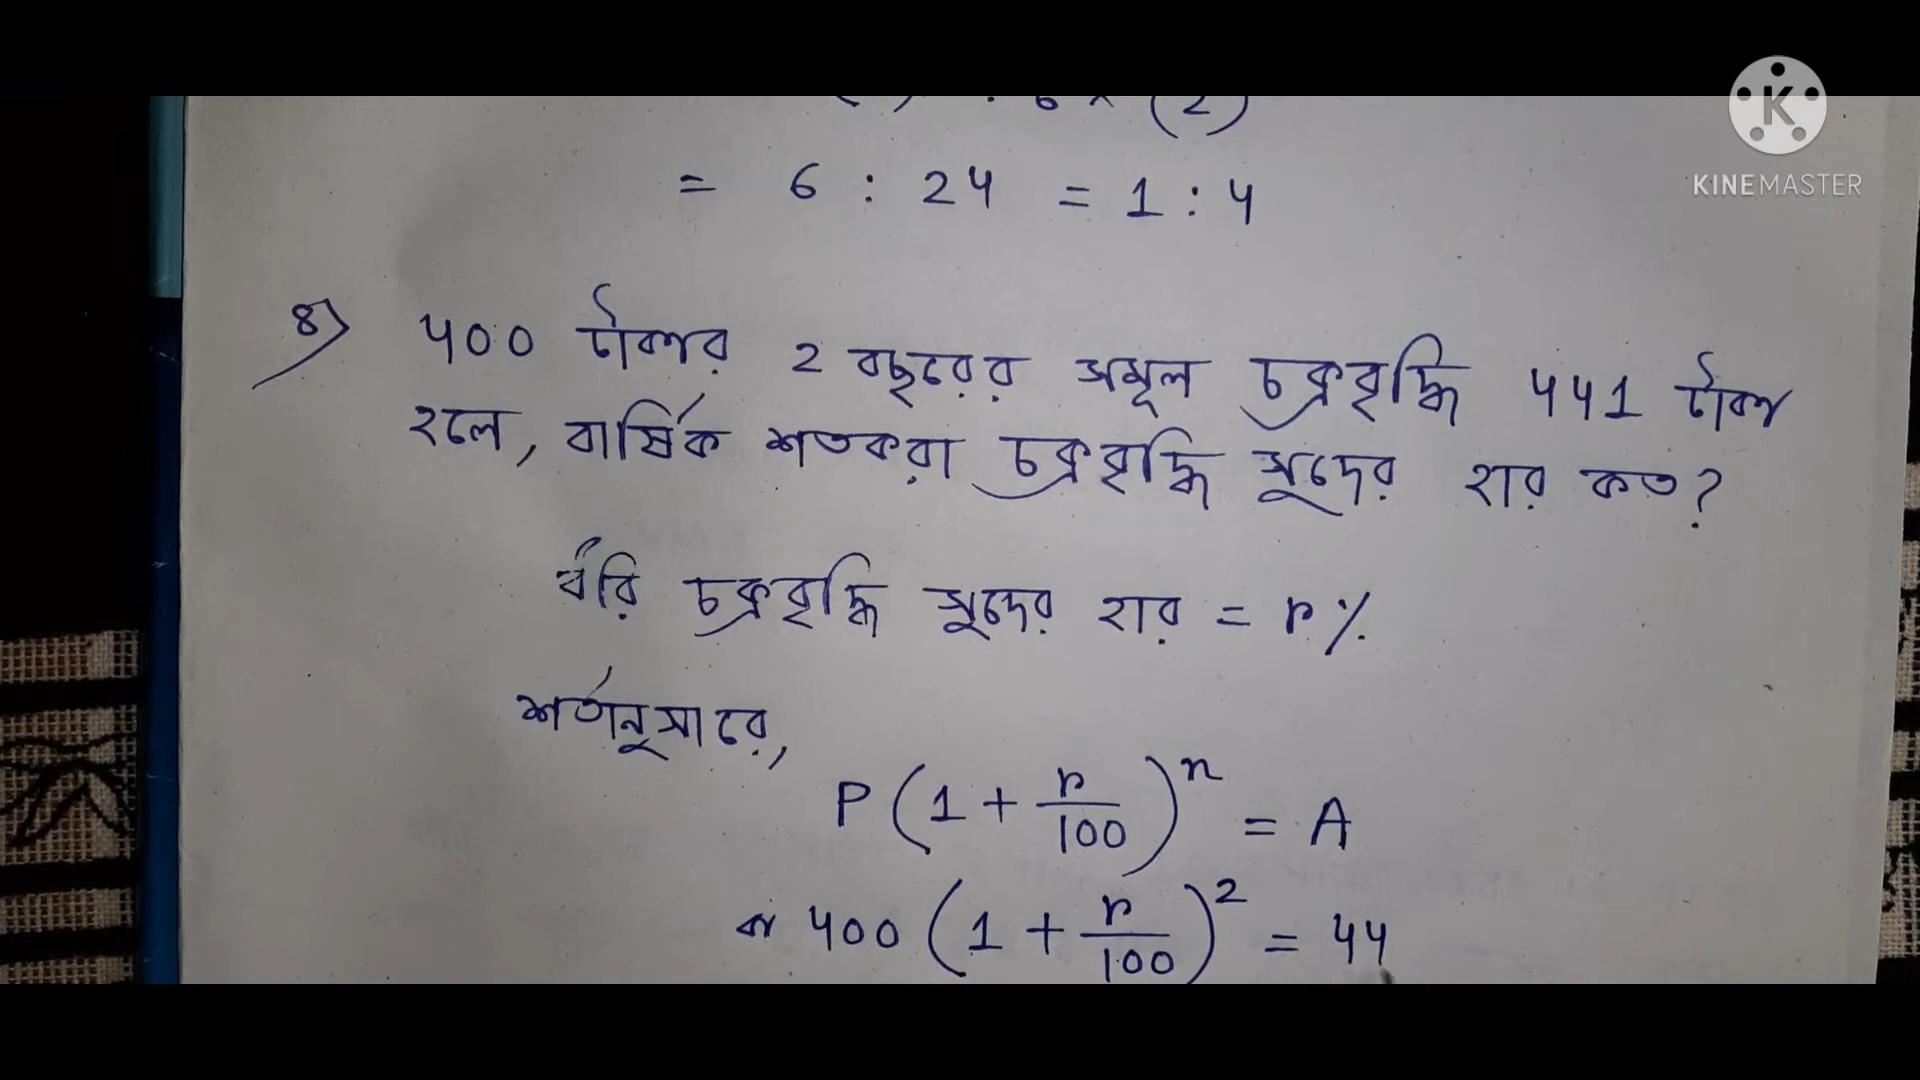 (2)
= 6 : 24 = 1 : 4
K
KINEMASTER
8) 400 টাকার 2 বছরের সমূল চক্রবৃদ্ধি 441 টাকা
হলে, বার্ষিক শতকরা চক্রবৃদ্ধি সুদের হার কত?
ধরি চক্রবৃদ্ধি সুদের হার = r %
শর্তানুসারে,
P (1 + r/100)^n = A
বা 400 (1 + r/100)^2 = 44